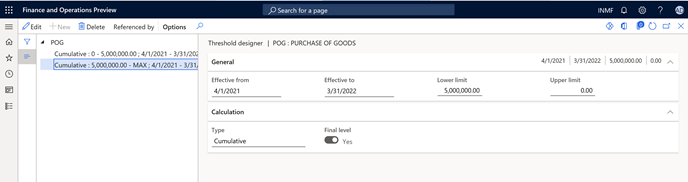 Finance and Operations Preview
Search for a page
INMF
Edit
New
Delete
Referenced by
Options
POG
Cumulative : 0 - 5,000,000.00 ; 4/1/2021 - 3/31/202
Cumulative : 5,000,000.00 - MAX ; 4/1/2021 - 3/31/
Threshold designer | POG : PURCHASE OF GOODS
General
4/1/2021 | 3/31/2022 | 5,000,000.00 | 0.00
Effective from Effective to Lower limit Upper limit
4/1/2021 3/31/2022 5,000,000.00 0.00
Calculation
Type Final level
Cumulative Yes